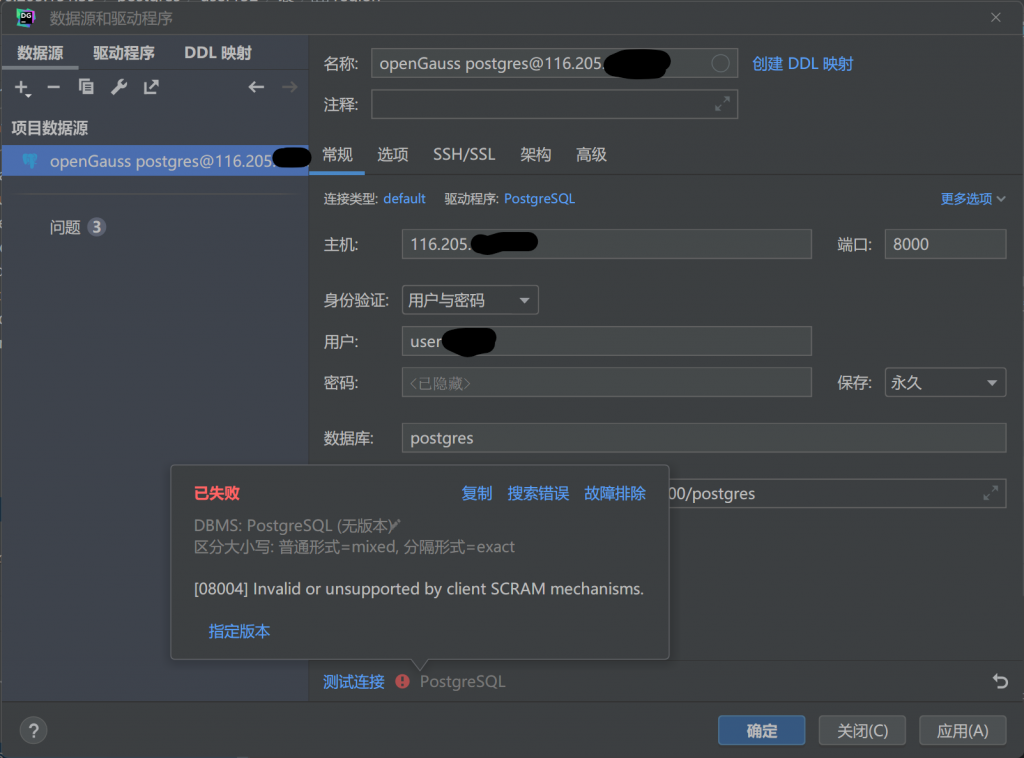 DG 数据源和驱动程序
数据源 驱动程序 DDL 映射
项目数据源
openGauss postgres@116.205.
问题 3
名称: openGauss postgres@116.205. 创建 DDL 映射
注释:
常规 选项 SSH/SSL 架构 高级
连接类型: default 驱动程序: PostgreSQL 更多选项
主机: 116.205. 端口: 8000
身份验证: 用户与密码
用户: user
密码: <已隐藏> 保存: 永久
数据库: postgres
00/postgres
已失败 复制 搜索错误 故障排除
DBMS: PostgreSQL (无版本)
区分大小写: 普通形式=mixed, 分隔形式=exact
[08004] Invalid or unsupported by client SCRAM mechanisms.
指定版本
测试连接 PostgreSQL
? 确定 关闭(C) 应用(A)